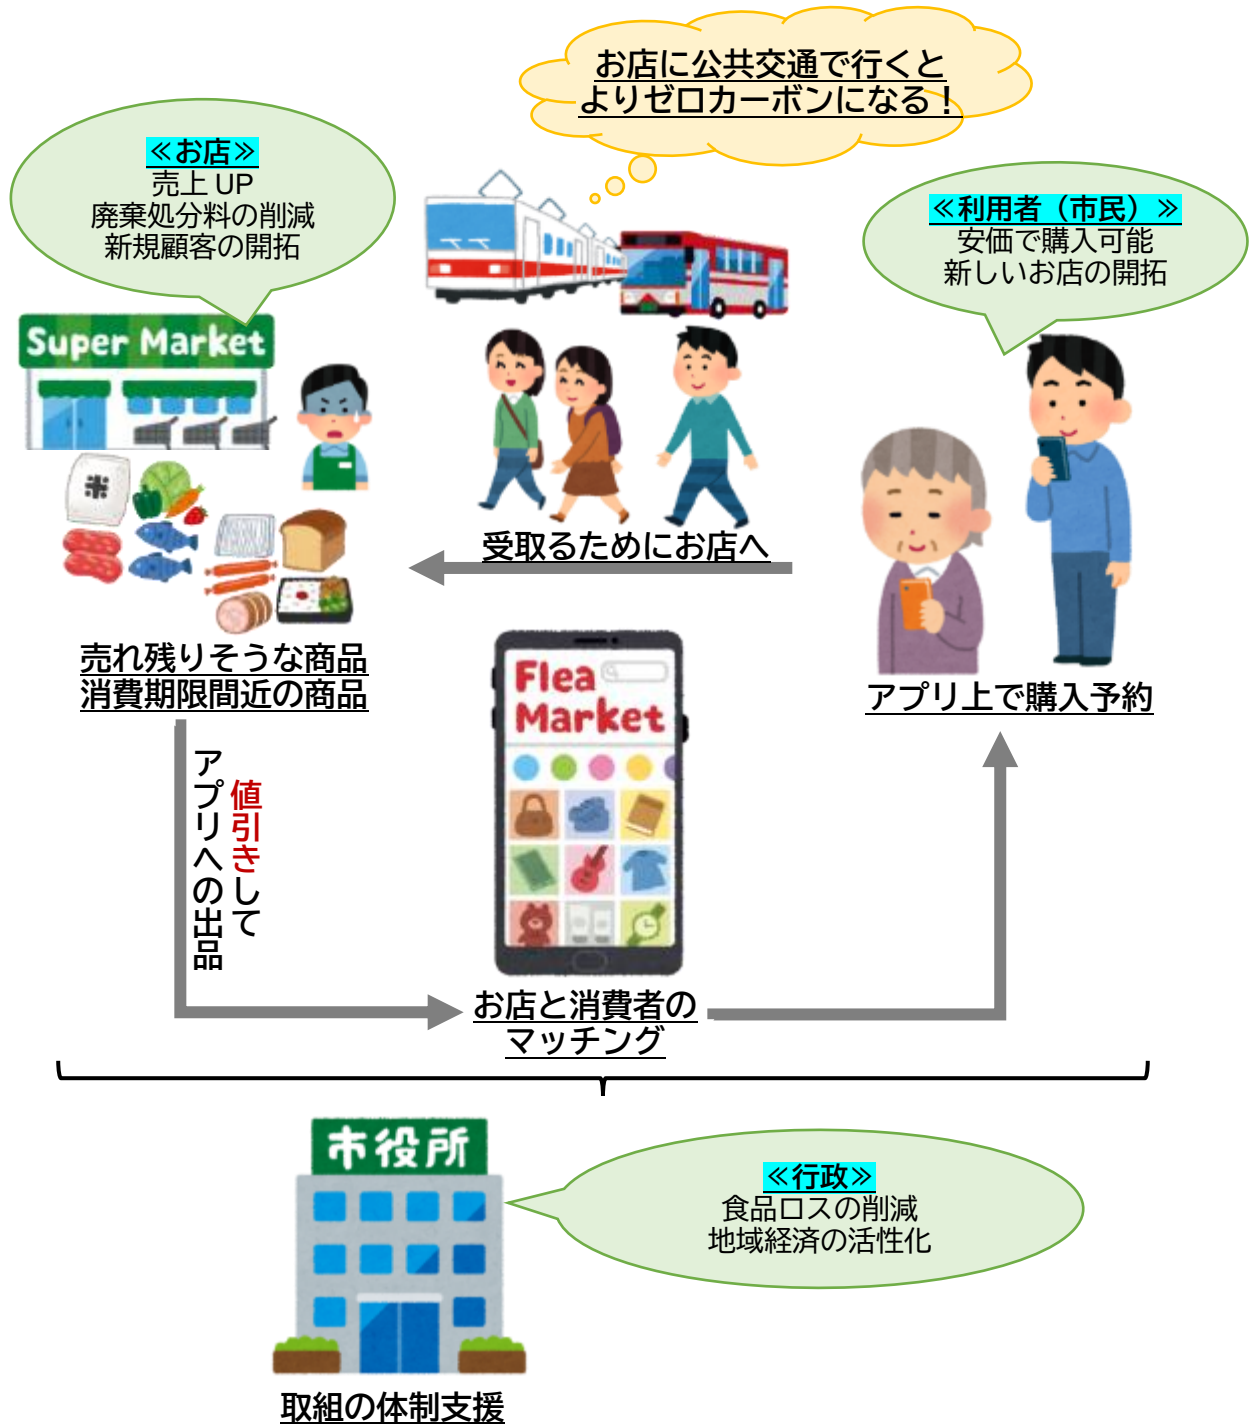 お店に公共交通で行くと
よりゼロカーボンになる！
≪お店≫
売上 UP
廃棄処分料の削減
新規顧客の開拓
≪利用者（市民）≫
安価で購入可能
新しいお店の開拓
Super Market
米
受取るためにお店へ
売れ残りそうな商品
消費期限間近の商品
アプリ上で購入予約
値引きして
アプリへの出品
Flea
Market
お店と消費者の
マッチング
市役所
≪行政≫
食品ロスの削減
地域経済の活性化
取組の体制支援